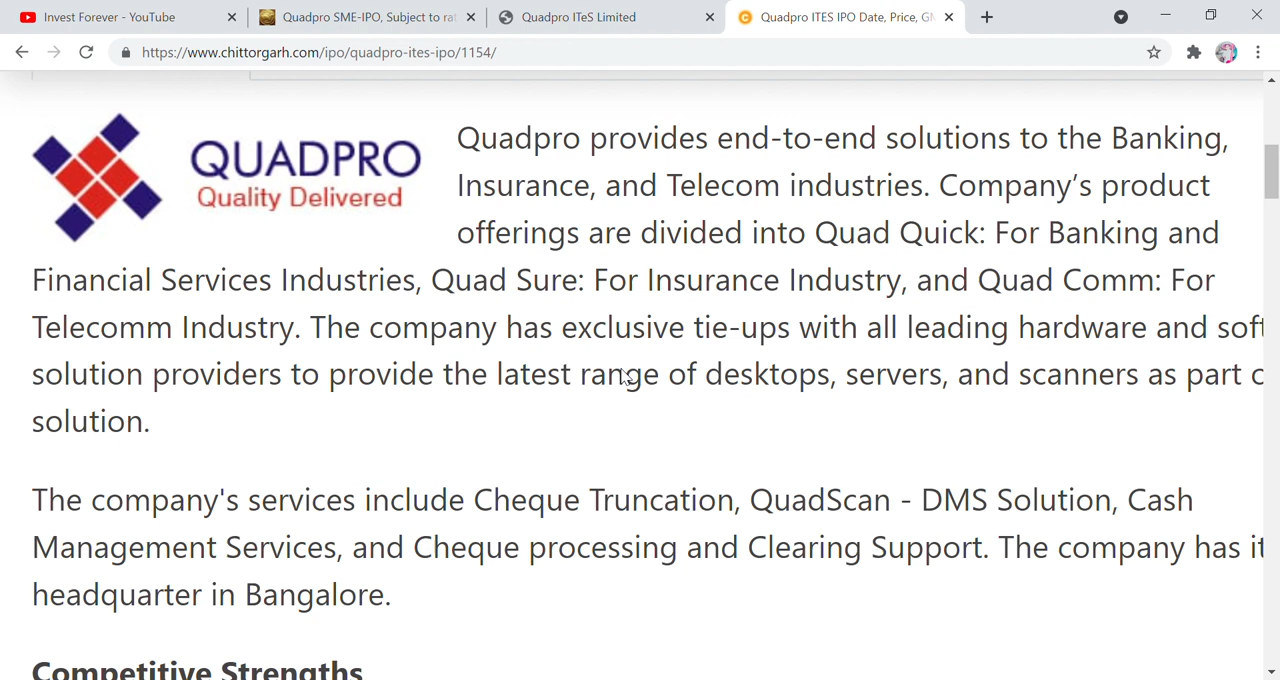 Invest Forever - YouTube
Quadpro SME-IPO, Subject to rat
Quadpro ITeS Limited
Quadpro ITES IPO Date, Price, GM
https://www.chittorgarh.com/ipo/quadpro-ites-ipo/1154/
QUADPRO
Quality Delivered
Quadpro provides end-to-end solutions to the Banking,
Insurance, and Telecom industries. Company's product
offerings are divided into Quad Quick: For Banking and
Financial Services Industries, Quad Sure: For Insurance Industry, and Quad Comm: For
Telecomm Industry. The company has exclusive tie-ups with all leading hardware and soft
solution providers to provide the latest range of desktops, servers, and scanners as part
solution.
The company's services include Cheque Truncation, QuadScan - DMS Solution, Cash
Management Services, and Cheque processing and Clearing Support. The company has it
headquarter in Bangalore.
Competitive Strengths